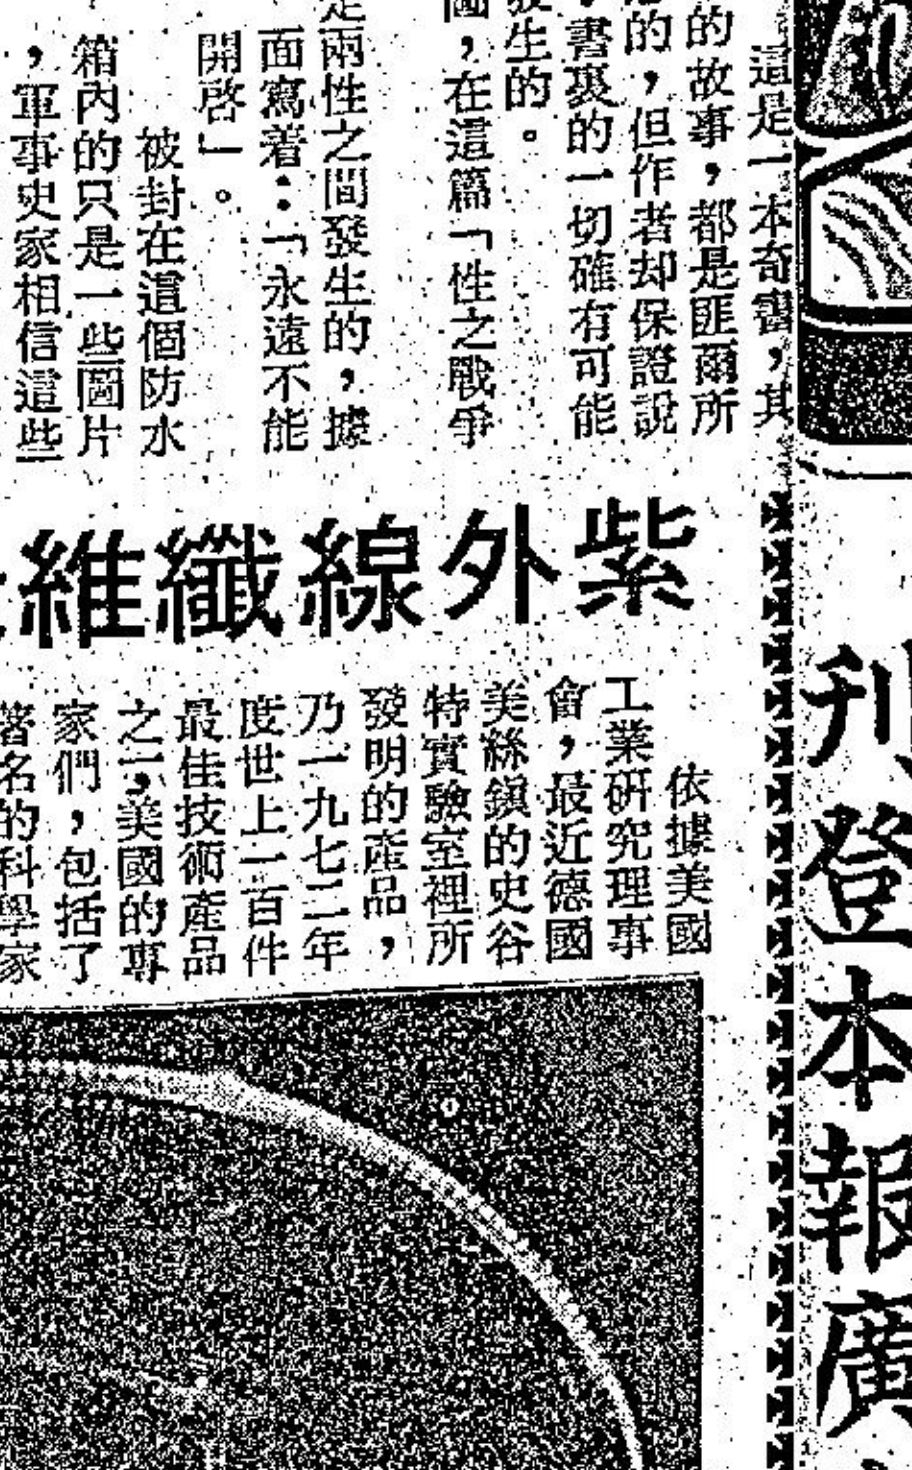 這是一本奇書,其
的故事,都是匪爾所
的,但作者却保證說
書裏的一切確有可能
發生的。
國,在這篇「性之戰爭
是兩性之間發生的,據
面寫着:「永遠不能
開啓」。
被封在這個防水
箱內的只是一些圖片
,軍事史家相信這些
紫外線纖維
依據美國
工業研究理事
會,最近德國
美絲鎮的史谷
特實驗室裡所
發明的產品,
乃一九七二年
度世上一百件
最佳技術產品
之一,美國的專
家們,包括了
著名的科學家
刊登本報廣